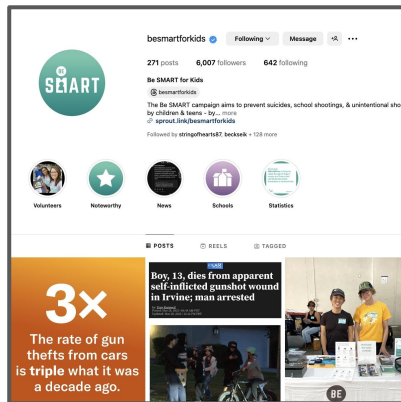 besmartforkids
Following
Message
271 posts
6,007 followers
642 following
BE
SMART
Be SMART for Kids
besmartforkids
The Be SMART campaign aims to prevent suicides, school shootings, & unintentional sho
by children & teens - by... more
sprout.link/besmartforkids
Followed by stringofhearts87, beckseik + 128 more
Volunteers
Noteworthy
News
Schools
Statistics
POSTS
REELS
TAGGED
3×
The rate of gun
thefts from cars
is triple what it was
a decade ago.
Boy, 13, dies from apparent
self-inflicted gunshot wound
in Irvine; man arrested
BE